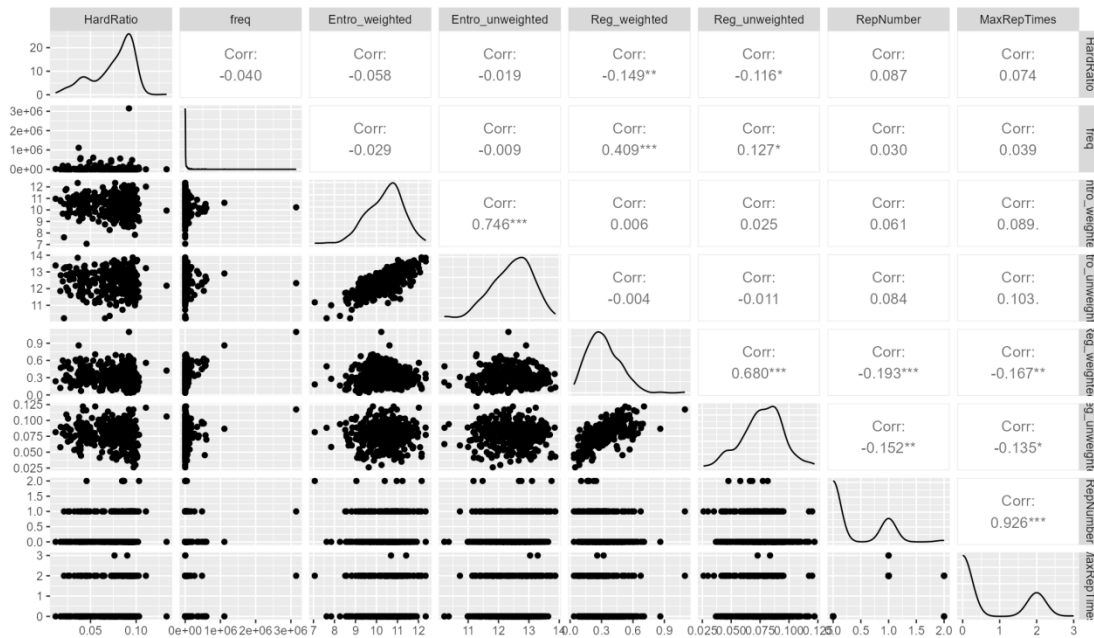 HardRatio freq Entro_weighted Entro_unweighted Reg_weighted Reg_unweighted RepNumber MaxRepTimes
20
10
0
Corr:
-0.040
Corr:
-0.058
Corr:
-0.019
Corr:
-0.149**
Corr:
-0.116*
Corr:
0.087
Corr:
0.074
HardRatio
3e+06
2e+06
1e+06
0e+00
Corr:
-0.029
Corr:
-0.009
Corr:
0.409***
Corr:
0.127*
Corr:
0.030
Corr:
0.039
freq
12
11
10
9
8
7
Corr:
0.746***
Corr:
0.006
Corr:
0.025
Corr:
0.061
Corr:
0.089.
ntro_weighte
14
13
12
11
Corr:
-0.004
Corr:
-0.011
Corr:
0.084
Corr:
0.103.
tro_unweight
0.9
0.6
0.3
0.0
Corr:
0.680***
Corr:
-0.193***
Corr:
-0.167**
Reg_weighted
0.125
0.100
0.075
0.050
0.025
Corr:
-0.152**
Corr:
-0.135*
eg_unweighte
2.0
1.5
1.0
0.5
0.0
Corr:
0.926***
RepNumber
3
2
1
0
MaxRepTimes
0.05 0.10 0e+00 1e+06 2e+06 3e+06 7 8 9 10 11 12 11 12 13 14 0.0 0.3 0.6 0.9 0.025 0.050 0.075 0.100 0.125 0.0 0.5 1.0 1.5 2.0 0 1 2 3